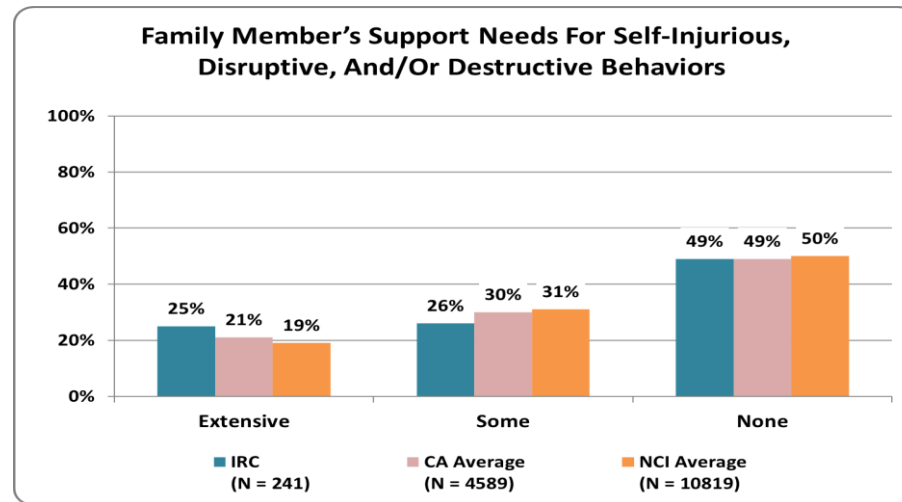 Family Member’s Support Needs For Self-Injurious,
Disruptive, And/Or Destructive Behaviors
100%
80%
60%
40%
20%
0%
25%
21%
19%
26%
30%
31%
49%
49%
50%
Extensive
Some
None
IRC
(N = 241)
CA Average
(N = 4589)
NCI Average
(N = 10819)